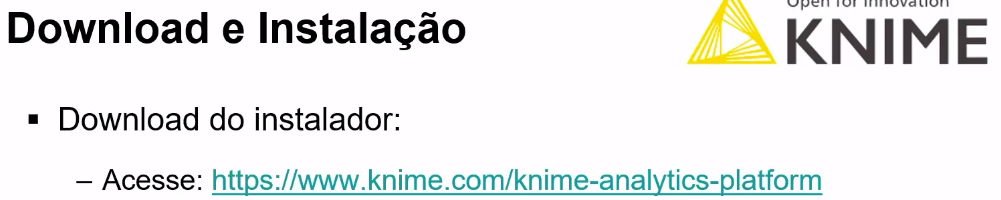 Open for Innovation
KNIME
Download e Instalação
▪ Download do instalador:
– Acesse: https://www.knime.com/knime-analytics-platform